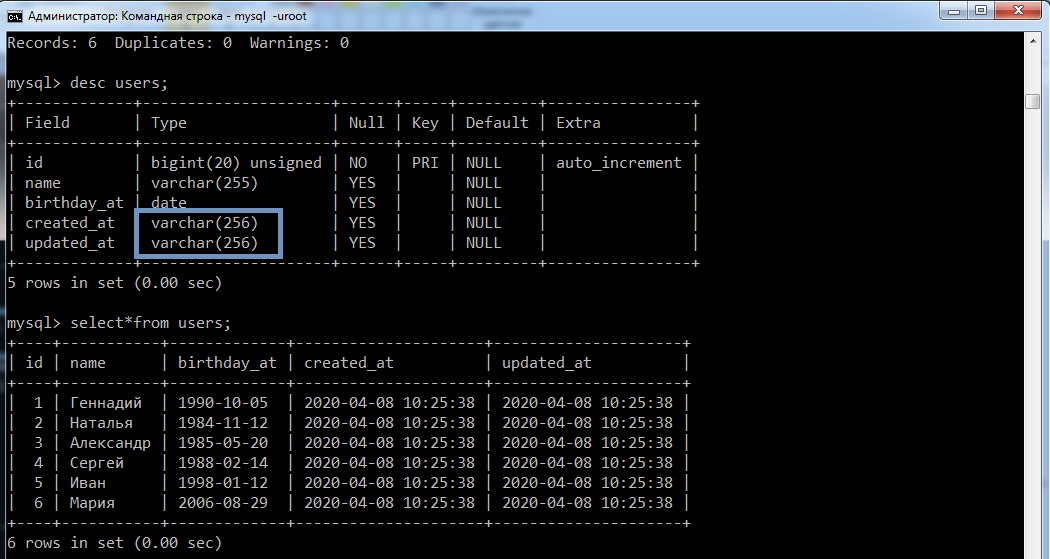 Администратор: Командная строка - mysql  -uroot
Records: 6  Duplicates: 0  Warnings: 0
mysql> desc users;
+-------------+---------------------+------+-----+---------+----------------+
| Field       | Type                | Null | Key | Default | Extra          |
+-------------+---------------------+------+-----+---------+----------------+
| id          | bigint(20) unsigned | NO   | PRI | NULL    | auto_increment |
| name        | varchar(255)        | YES  |     | NULL    |                |
| birthday_at | date                | YES  |     | NULL    |                |
| created_at  | varchar(256)        | YES  |     | NULL    |                |
| updated_at  | varchar(256)        | YES  |     | NULL    |                |
+-------------+---------------------+------+-----+---------+----------------+
5 rows in set (0.00 sec)
mysql> select*from users;
+----+-----------+-------------+---------------------+---------------------+
| id | name      | birthday_at | created_at          | updated_at          |
+----+-----------+-------------+---------------------+---------------------+
|  1 | Геннадий  | 1990-10-05  | 2020-04-08 10:25:38 | 2020-04-08 10:25:38 |
|  2 | Наталья   | 1984-11-12  | 2020-04-08 10:25:38 | 2020-04-08 10:25:38 |
|  3 | Александр | 1985-05-20  | 2020-04-08 10:25:38 | 2020-04-08 10:25:38 |
|  4 | Сергей    | 1988-02-14  | 2020-04-08 10:25:38 | 2020-04-08 10:25:38 |
|  5 | Иван      | 1998-01-12  | 2020-04-08 10:25:38 | 2020-04-08 10:25:38 |
|  6 | Мария     | 2006-08-29  | 2020-04-08 10:25:38 | 2020-04-08 10:25:38 |
+----+-----------+-------------+---------------------+---------------------+
6 rows in set (0.00 sec)